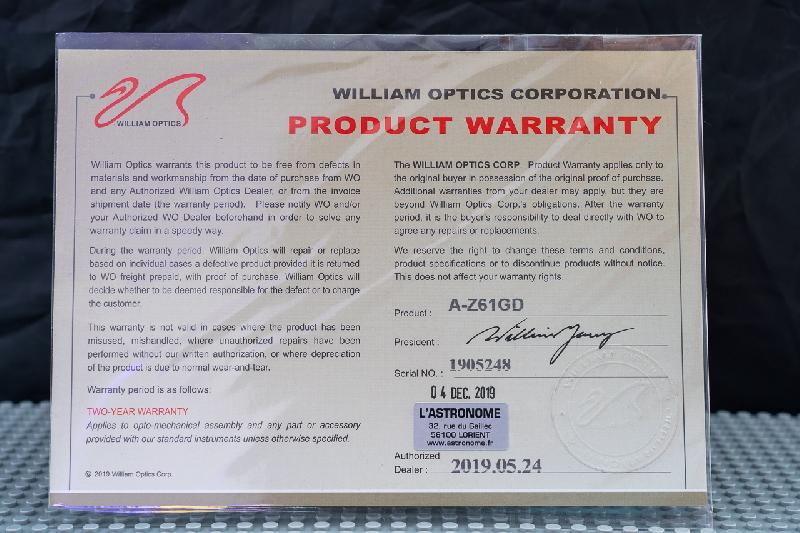 WILLIAM OPTICS
WILLIAM OPTICS CORPORATION
PRODUCT WARRANTY
William Optics warrants this product to be free from defects in
materials and workmanship from the date of purchase from WO
and any Authorized William Optics Dealer, or from the invoice
shipment date (the warranty period). Please notify WO and/or
your Authorized WO Dealer beforehand in order to solve any
warranty claim in a speedy way.
During the warranty period, William Optics will repair or replace
based on individual cases a defective product provided it is returned
to WO freight prepaid, with proof of purchase. William Optics will
decide whether to be deemed responsible for the defect or to charge
the customer.
This warranty is not valid in cases where the product has been
misused, mishandled, where unauthorized repairs have been
performed without our written authorization, or where depreciation
of the product is due to normal wear-and-tear.
Warranty period is as follows:
TWO-YEAR WARRANTY
Applies to opto-mechanical assembly and any part or accessory
provided with our standard instruments unless otherwise specified.
© 2019 William Optics Corp.
The WILLIAM OPTICS CORP. Product Warranty applies only to
the original buyer in possession of the original proof of purchase.
Additional warranties from your dealer may apply, but they are
beyond William Optics Corp.'s obligations. After the warranty
period, it is the buyer's responsibility to deal directly with WO to
agree any repairs or replacements.
We reserve the right to change these terms and conditions,
product specifications or to discontinue products without notice.
This does not affect your warranty rights.
Product : A-Z61GD
President : William Yang
Serial NO. : 1905248
04 DEC. 2019
L'ASTRONOME
32, rue du Gaillec
56100 LORIENT
www.astronome.fr
Authorized
Dealer : 2019.05.24